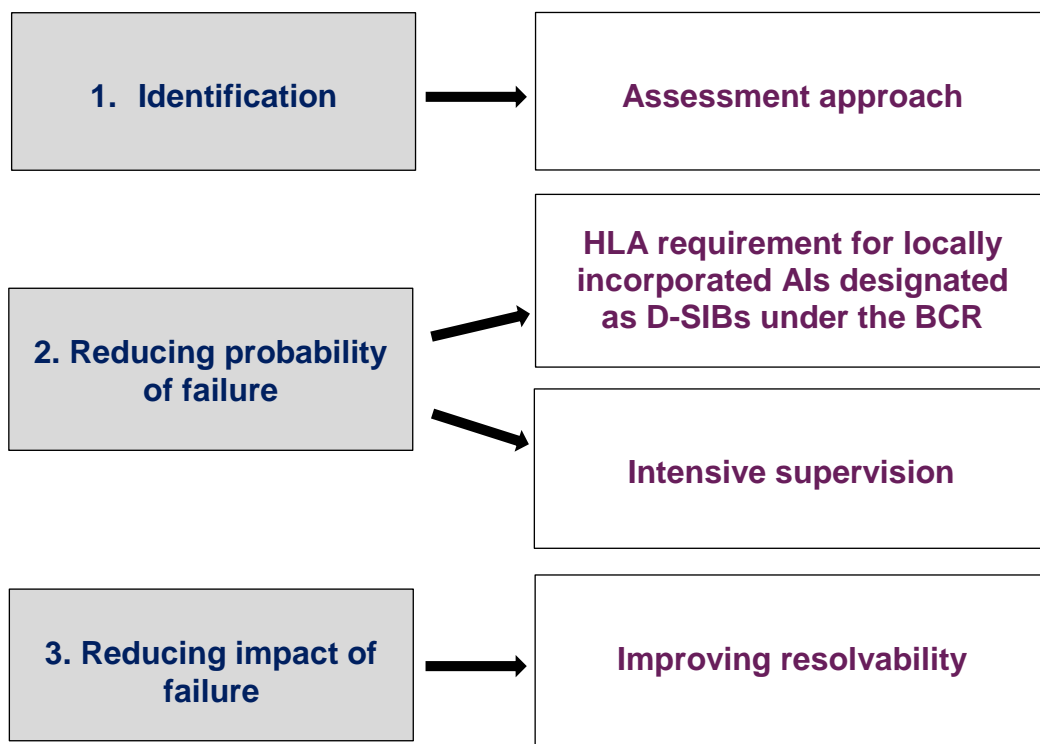 1. Identification
Assessment approach
HLA requirement for locally
incorporated AIs designated
as D-SIBs under the BCR
2. Reducing probability
of failure
Intensive supervision
3. Reducing impact of
failure
Improving resolvability